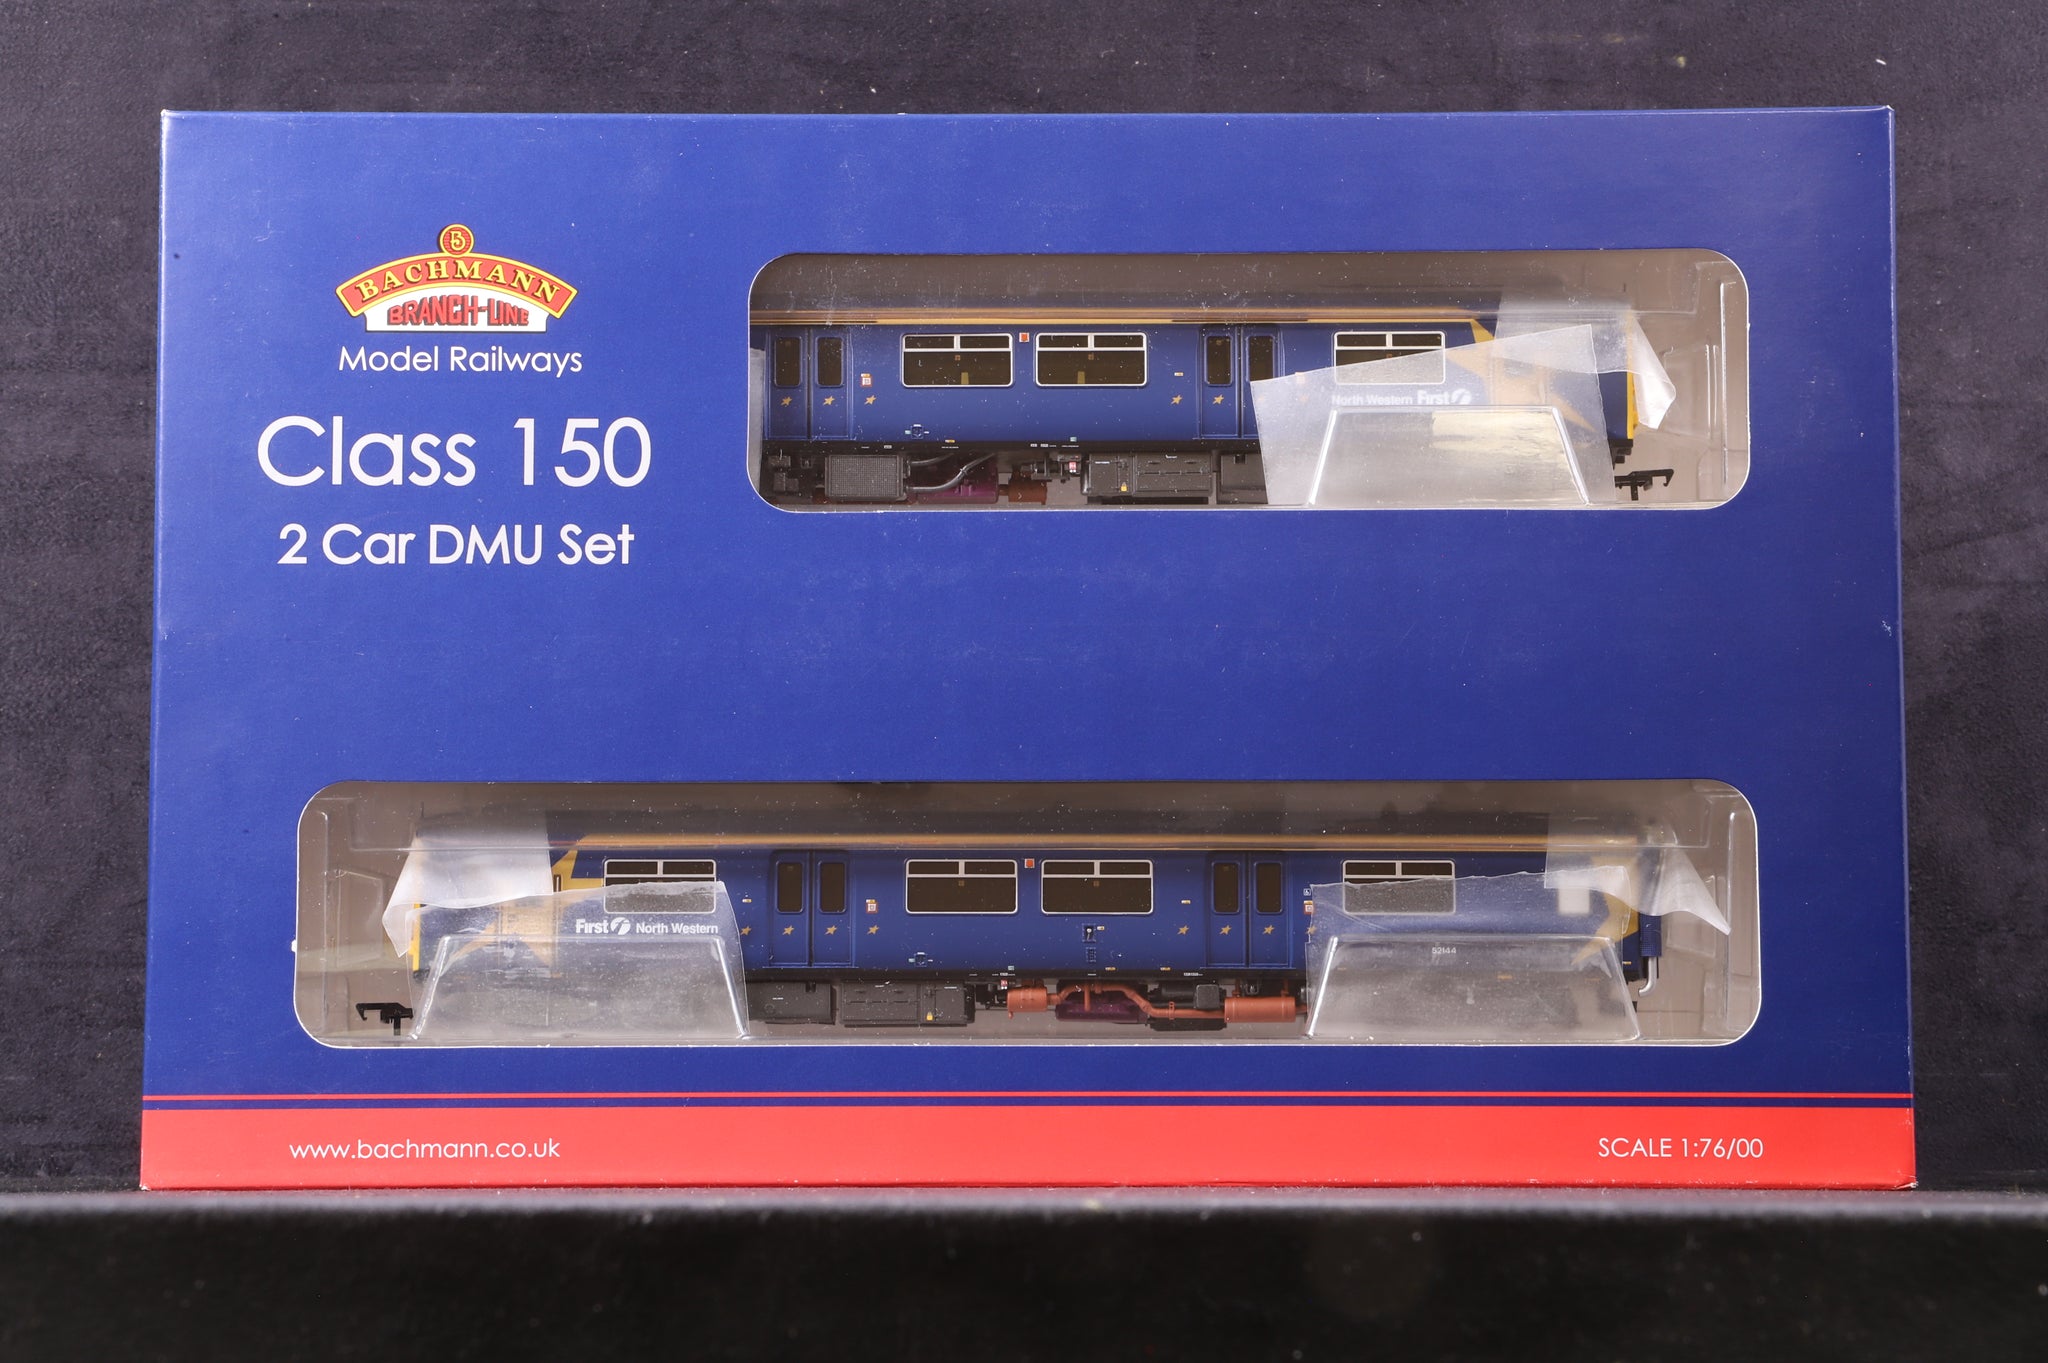 B
BACHMANN
BRANCH-LINE
Model Railways
Class 150
2 Car DMU Set
North Western First
First North Western
52144
www.bachmann.co.uk
SCALE 1:76/00